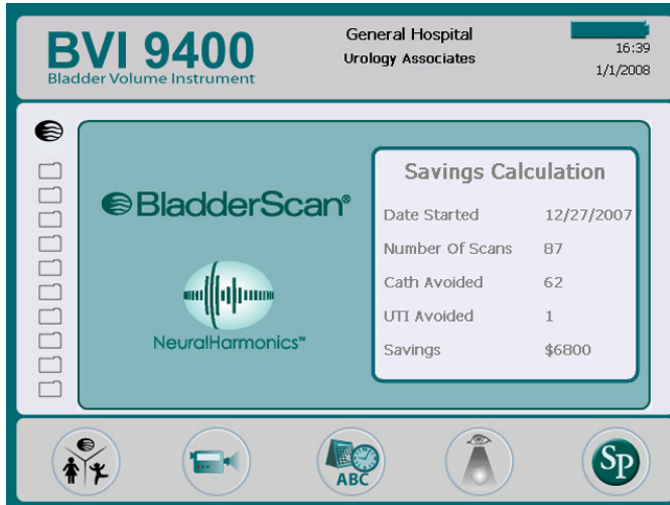 BVI 9400
Bladder Volume Instrument
General Hospital
Urology Associates
16:39
1/1/2008
BladderScan®
NeuralHarmonics™
Savings Calculation
Date Started 12/27/2007
Number Of Scans 87
Cath Avoided 62
UTI Avoided 1
Savings $6800
ABC
SP